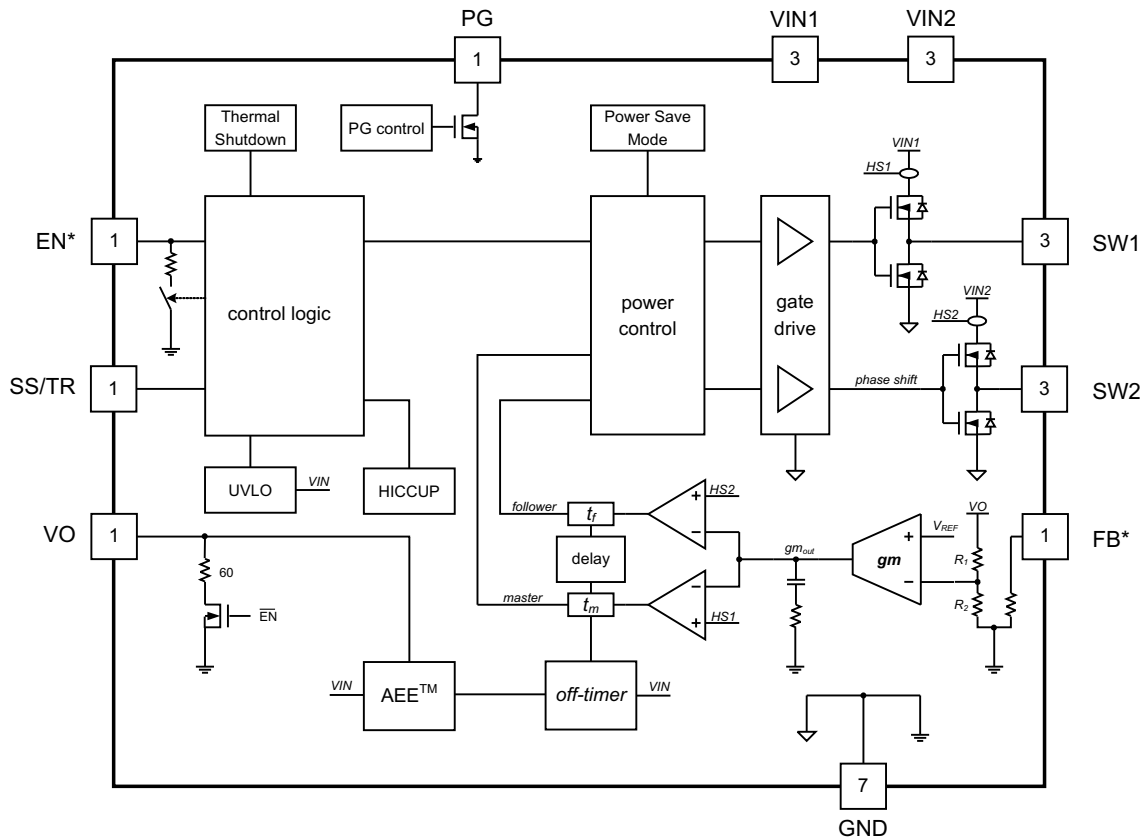 PG
VIN1
VIN2
1
3
3
Thermal
Shutdown
PG control
Power Save
Mode
VIN1
HS1
EN*
1
3
SW1
control logic
power
control
gate
drive
VIN2
HS2
SS/TR
1
phase shift
3
SW2
UVLO
VIN
HICCUP
HS2
follower
tf
VO
1
1
FB*
delay
VREF
VO
gmout
gm
R1
R2
60
EN
master
tm
HS1
VIN
AEE™
off-timer
VIN
7
GND